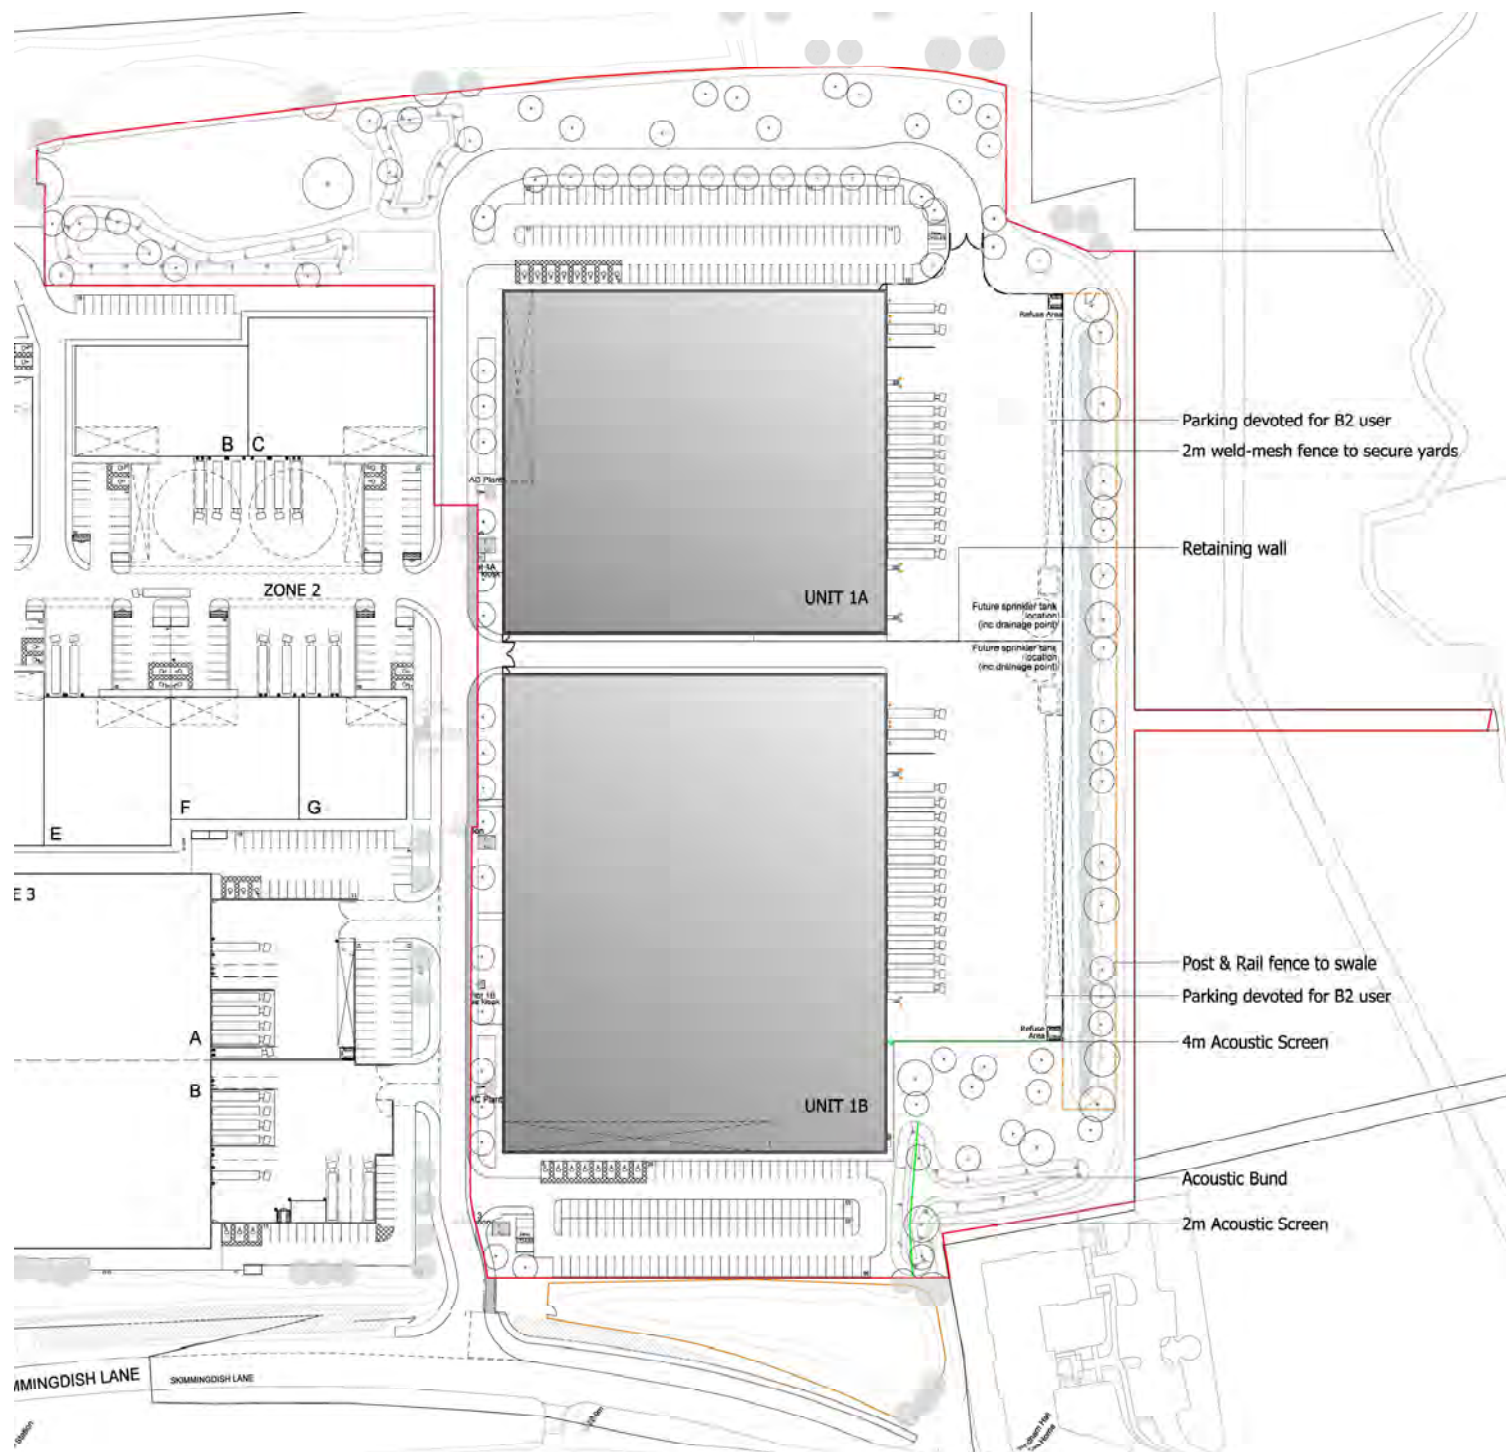 Refuse Area
Parking devoted for B2 user
2m weld-mesh fence to secure yards
B
C
AC Plant
Retaining wall
ZONE 2
UNIT 1A
Future sprinkler tank
location
(inc drainage point)
Future sprinkler tank
location
(inc drainage point)
F
G
E
E 3
Post & Rail fence to swale
Parking devoted for B2 user
Refuse
Area
A
4m Acoustic Screen
B
AC Plant
UNIT 1B
Acoustic Bund
2m Acoustic Screen
MMINGDISH LANE
SKIMMINGDISH LANE